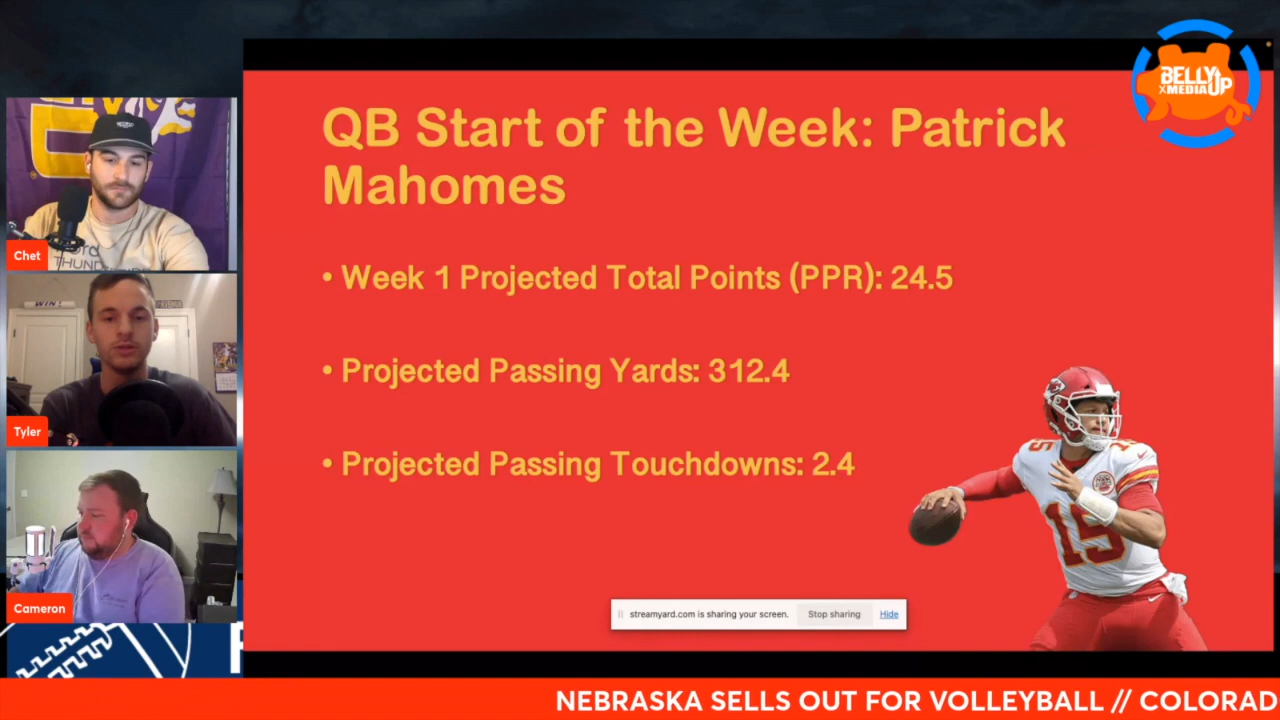 BELLY UP
x MEDIA
QB Start of the Week: Patrick
Mahomes
• Week 1 Projected Total Points (PPR): 24.5
• Projected Passing Yards: 312.4
• Projected Passing Touchdowns: 2.4
15
15
streamyard.com is sharing your screen.
Stop sharing
Hide
Chet
WIN!
Tyler
Cameron
NEBRASKA SELLS OUT FOR VOLLEYBALL // COLORAD